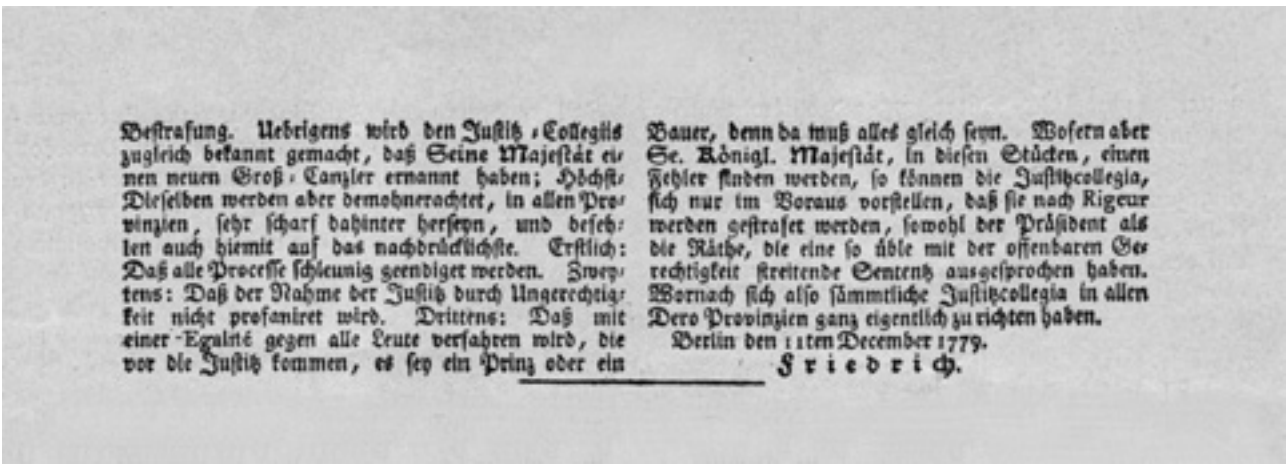 Bestrafung. Uebrigens wird den Justitz-Collegiis
zugleich bekannt gemacht, daß Seine Majestät ei-
nen neuen Groß-Canzler ernannt haben; Höchst-
Dieselben werden aber demohnerachtet, in allen Pro-
vinzien, sehr scharf dahinter herseyn, und befeh-
len auch hiemit auf das nachdrücklichste. Erstlich:
Daß alle Processe schleunig geendiget werden. Zwey-
tens: Daß der Nahme der Justitz durch Ungerechtig-
keit nicht profaniret wird. Drittens: Daß mit
einer Egalité gegen alle Leute verfahren wird, die
vor die Justitz kommen, es sey ein Prinz oder ein
Bauer, denn da muß alles gleich seyn. Wofern aber
Se. Königl. Majestät, in diesen Stücken, einen
Fehler finden werden, so können die Justitzcollegia,
sich nur im Voraus vorstellen, daß sie nach Rigeur
werden gestrafet werden, sowohl der Präsident als
die Räthe, die eine so üble mit der offenbaren Ge-
rechtigkeit streitende Sententz ausgesprochen haben.
Wornach sich also sämmtliche Justitzcollegia in allen
Dero Provinzien ganz eigentlich zu richten haben.
Berlin den 11ten December 1779.
Friedrich.